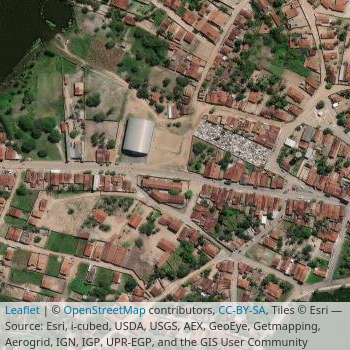 Leaflet | © OpenStreetMap contributors, CC-BY-SA, Tiles © Esri —
Source: Esri, i-cubed, USDA, USGS, AEX, GeoEye, Getmapping,
Aerogrid, IGN, IGP, UPR-EGP, and the GIS User Community